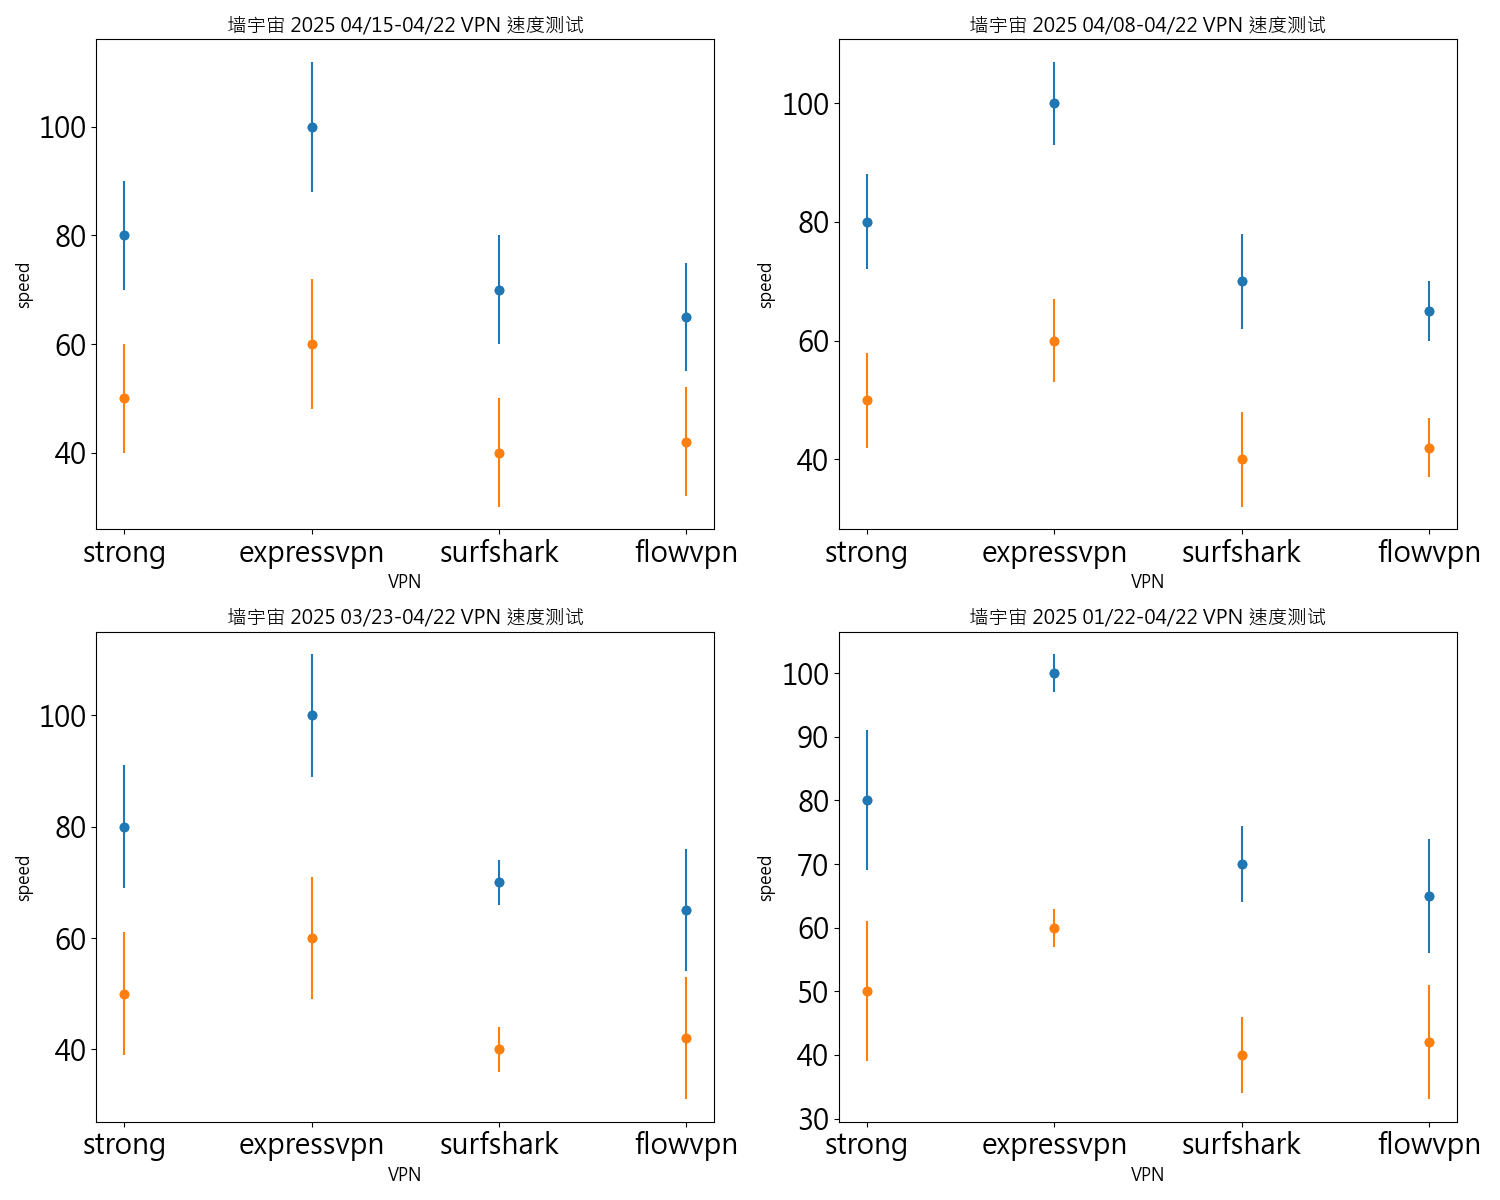 墙宇宙 2025 04/15-04/22 VPN 速度测试
speed
100
80
60
40
strong expressvpn surfshark flowvpn
VPN
墙宇宙 2025 04/08-04/22 VPN 速度测试
speed
100
80
60
40
strong expressvpn surfshark flowvpn
VPN
墙宇宙 2025 03/23-04/22 VPN 速度测试
speed
100
80
60
40
strong expressvpn surfshark flowvpn
VPN
墙宇宙 2025 01/22-04/22 VPN 速度测试
speed
100
90
80
70
60
50
40
30
strong expressvpn surfshark flowvpn
VPN